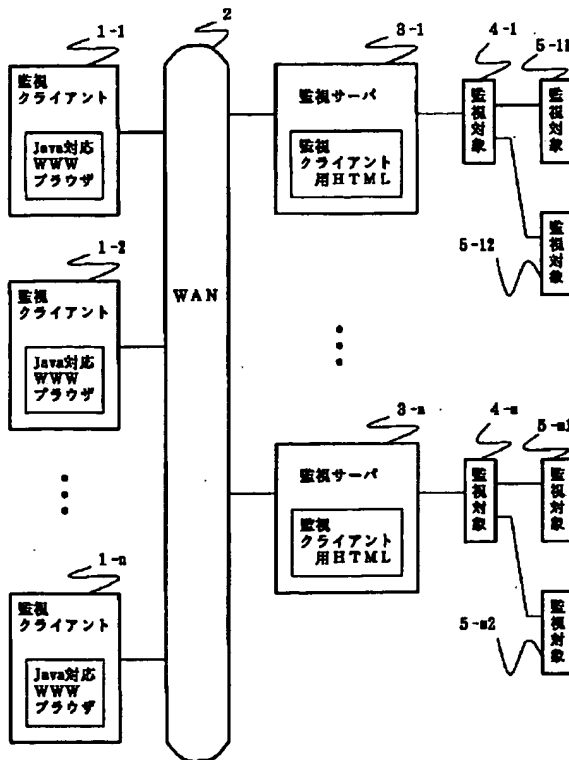 1-1
2
3-1
4-1
5-11
監視
クライアント
Java対応
WWW
ブラウザ
監視サーバ
監視
クライアント
用HTML
監視対象
監視対象
1-2
監視
クライアント
Java対応
WWW
ブラウザ
WAN
5-12
監視対象
3-n
4-m
5-m1
監視サーバ
監視
クライアント
用HTML
監視対象
監視対象
1-n
監視
クライアント
Java対応
WWW
ブラウザ
5-m2
監視対象